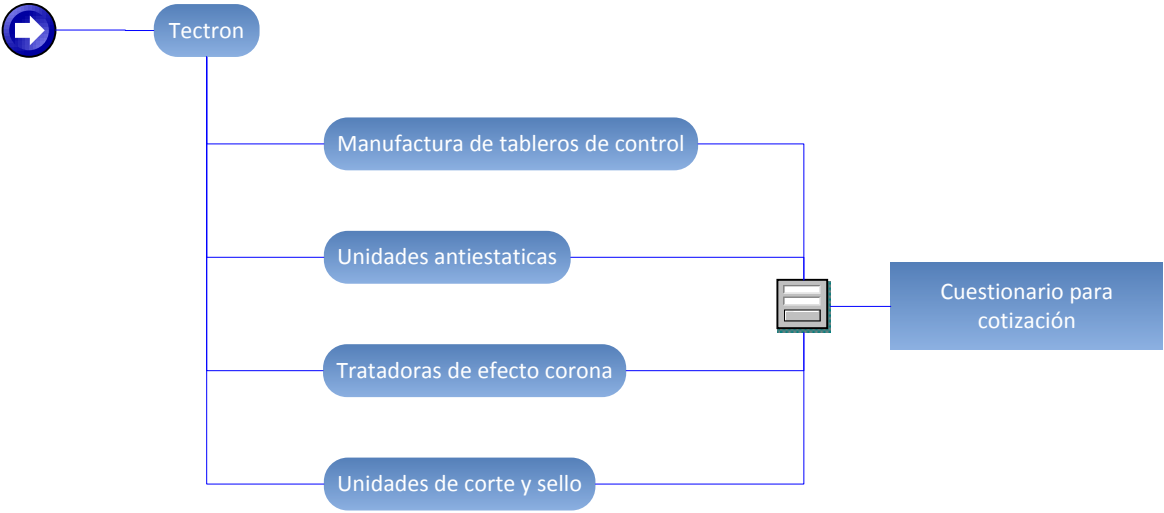 Tectron
Manufactura de tableros de control
Unidades antiestaticas
Cuestionario para
cotización
Tratadoras de efecto corona
Unidades de corte y sello